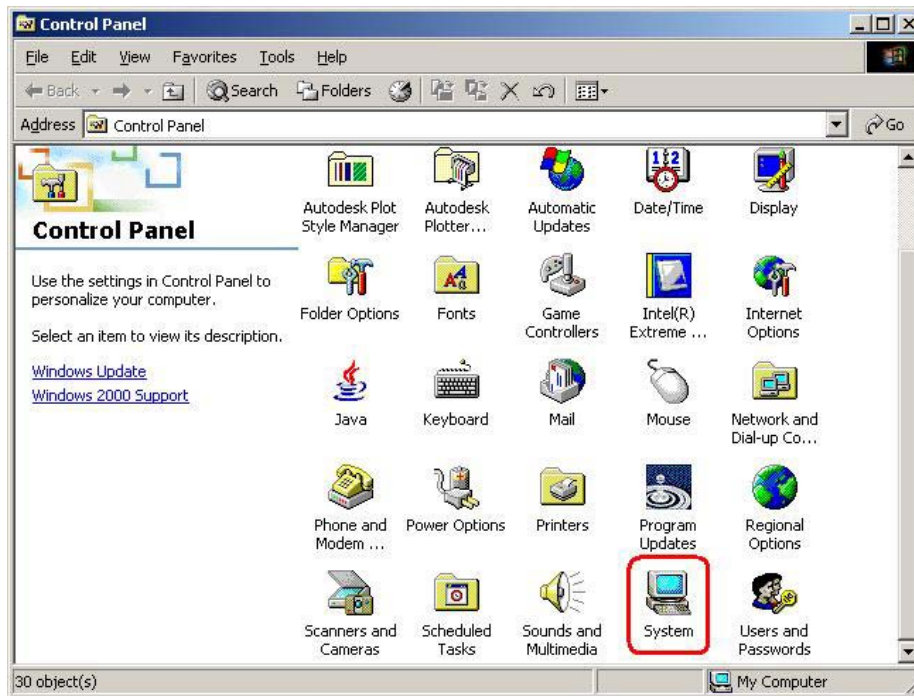 Control Panel
File Edit View Favorites Tools Help
Back Search Folders
Address Control Panel Go
Control Panel
Use the settings in Control Panel to
personalize your computer.
Select an item to view its description.
Windows Update
Windows 2000 Support
Autodesk Plot
Style Manager
Autodesk
Plotter...
Automatic
Updates
Date/Time
Display
Folder Options
Fonts
Game
Controllers
Intel(R)
Extreme ...
Internet
Options
Java
Keyboard
Mail
Mouse
Network and
Dial-up Co...
Phone and
Modem ...
Power Options
Printers
Program
Updates
Regional
Options
Scanners and
Cameras
Scheduled
Tasks
Sounds and
Multimedia
System
Users and
Passwords
30 object(s)
My Computer